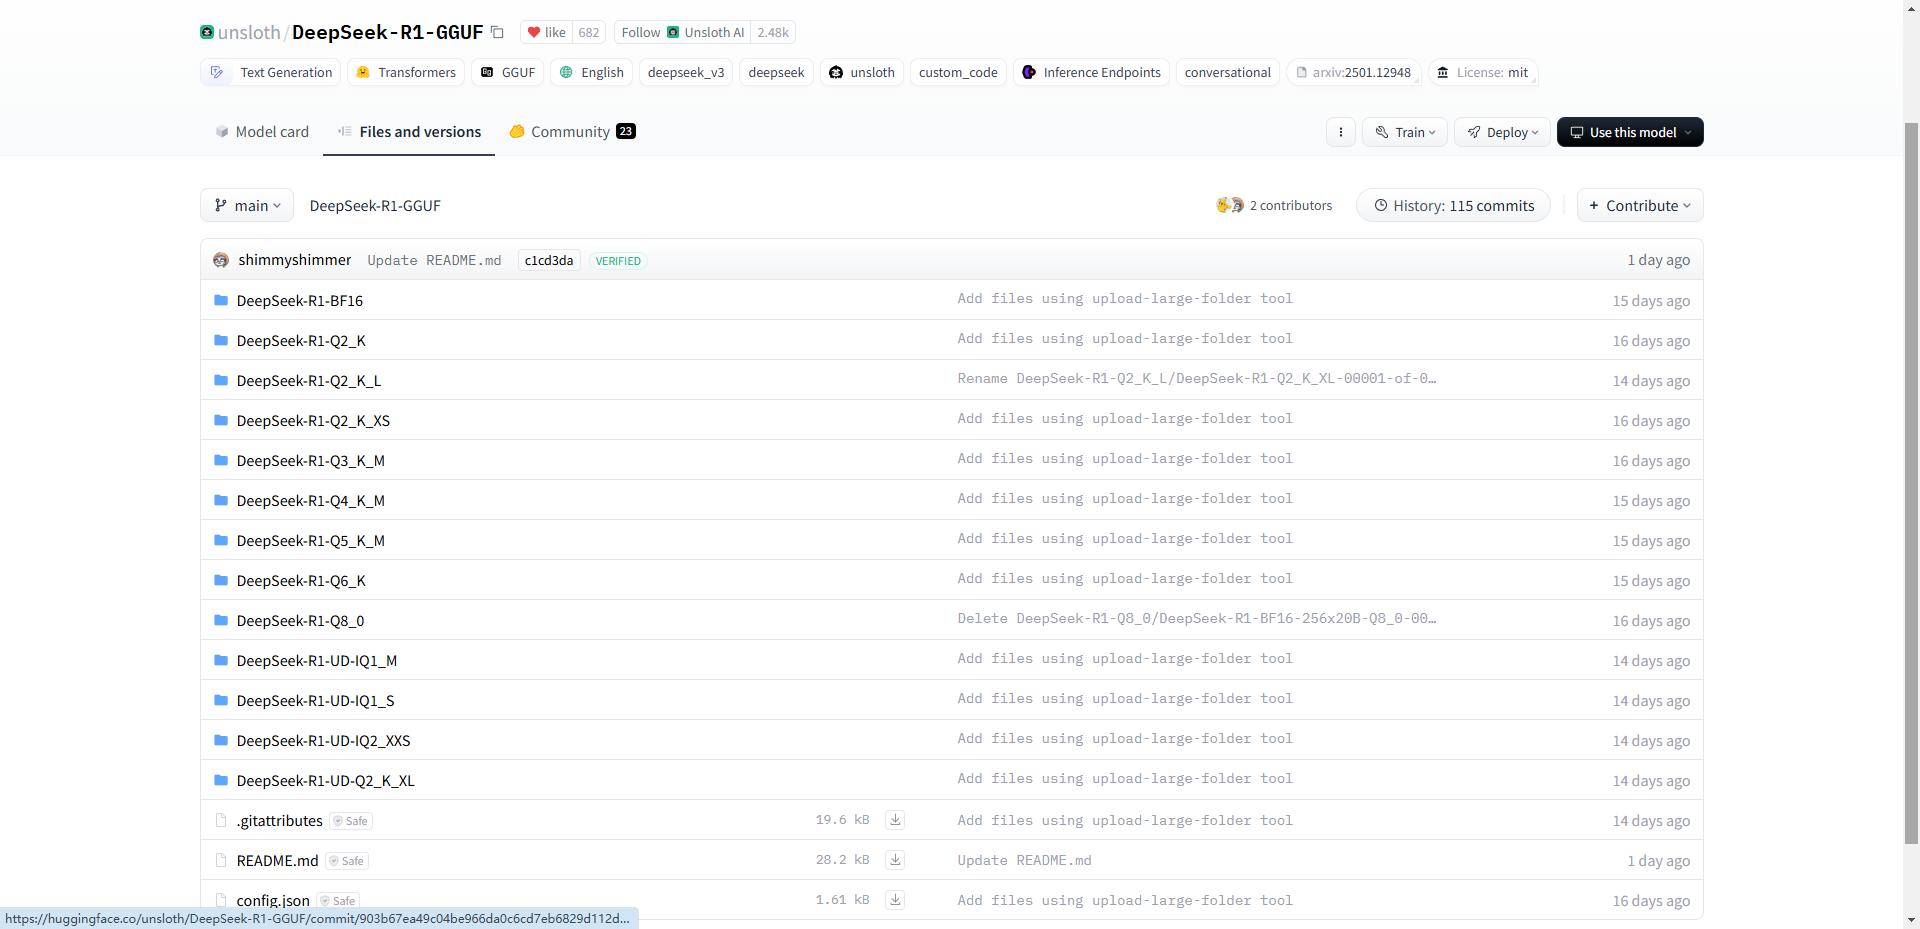 unsloth/DeepSeek-R1-GGUF like 682 Follow Unsloth AI 2.48k
Text Generation Transformers GGUF English deepseek_v3 deepseek unsloth custom_code Inference Endpoints conversational arxiv:2501.12948 License: mit
Model card Files and versions Community 23 Train Deploy Use this model
main DeepSeek-R1-GGUF 2 contributors History: 115 commits + Contribute
shimmyshimmer Update README.md c1cd3da VERIFIED 1 day ago
DeepSeek-R1-BF16 Add files using upload-large-folder tool 15 days ago
DeepSeek-R1-Q2_K Add files using upload-large-folder tool 16 days ago
DeepSeek-R1-Q2_K_L Rename DeepSeek-R1-Q2_K_L/DeepSeek-R1-Q2_K_XL-00001-of-0… 14 days ago
DeepSeek-R1-Q2_K_XS Add files using upload-large-folder tool 16 days ago
DeepSeek-R1-Q3_K_M Add files using upload-large-folder tool 16 days ago
DeepSeek-R1-Q4_K_M Add files using upload-large-folder tool 15 days ago
DeepSeek-R1-Q5_K_M Add files using upload-large-folder tool 15 days ago
DeepSeek-R1-Q6_K Add files using upload-large-folder tool 15 days ago
DeepSeek-R1-Q8_0 Delete DeepSeek-R1-Q8_0/DeepSeek-R1-BF16-256x20B-Q8_0-00… 16 days ago
DeepSeek-R1-UD-IQ1_M Add files using upload-large-folder tool 14 days ago
DeepSeek-R1-UD-IQ1_S Add files using upload-large-folder tool 14 days ago
DeepSeek-R1-UD-IQ2_XXS Add files using upload-large-folder tool 14 days ago
DeepSeek-R1-UD-Q2_K_XL Add files using upload-large-folder tool 14 days ago
.gitattributes Safe 19.6 kB Add files using upload-large-folder tool 14 days ago
README.md Safe 28.2 kB Update README.md 1 day ago
config.json Safe 1.61 kB Add files using upload-large-folder tool 16 days ago
https://huggingface.co/unsloth/DeepSeek-R1-GGUF/commit/903b67ea49c04be966da0c6cd7eb6829d112d...